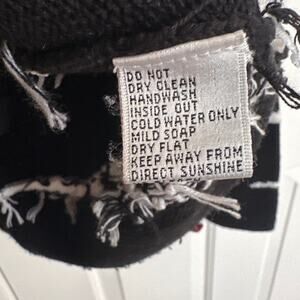 DO NOT
DRY CLEAN
HANDWASH
INSIDE OUT
COLD WATER ONLY
MILD SOAP
DRY FLAT
KEEP AWAY FROM
DIRECT SUNSHINE